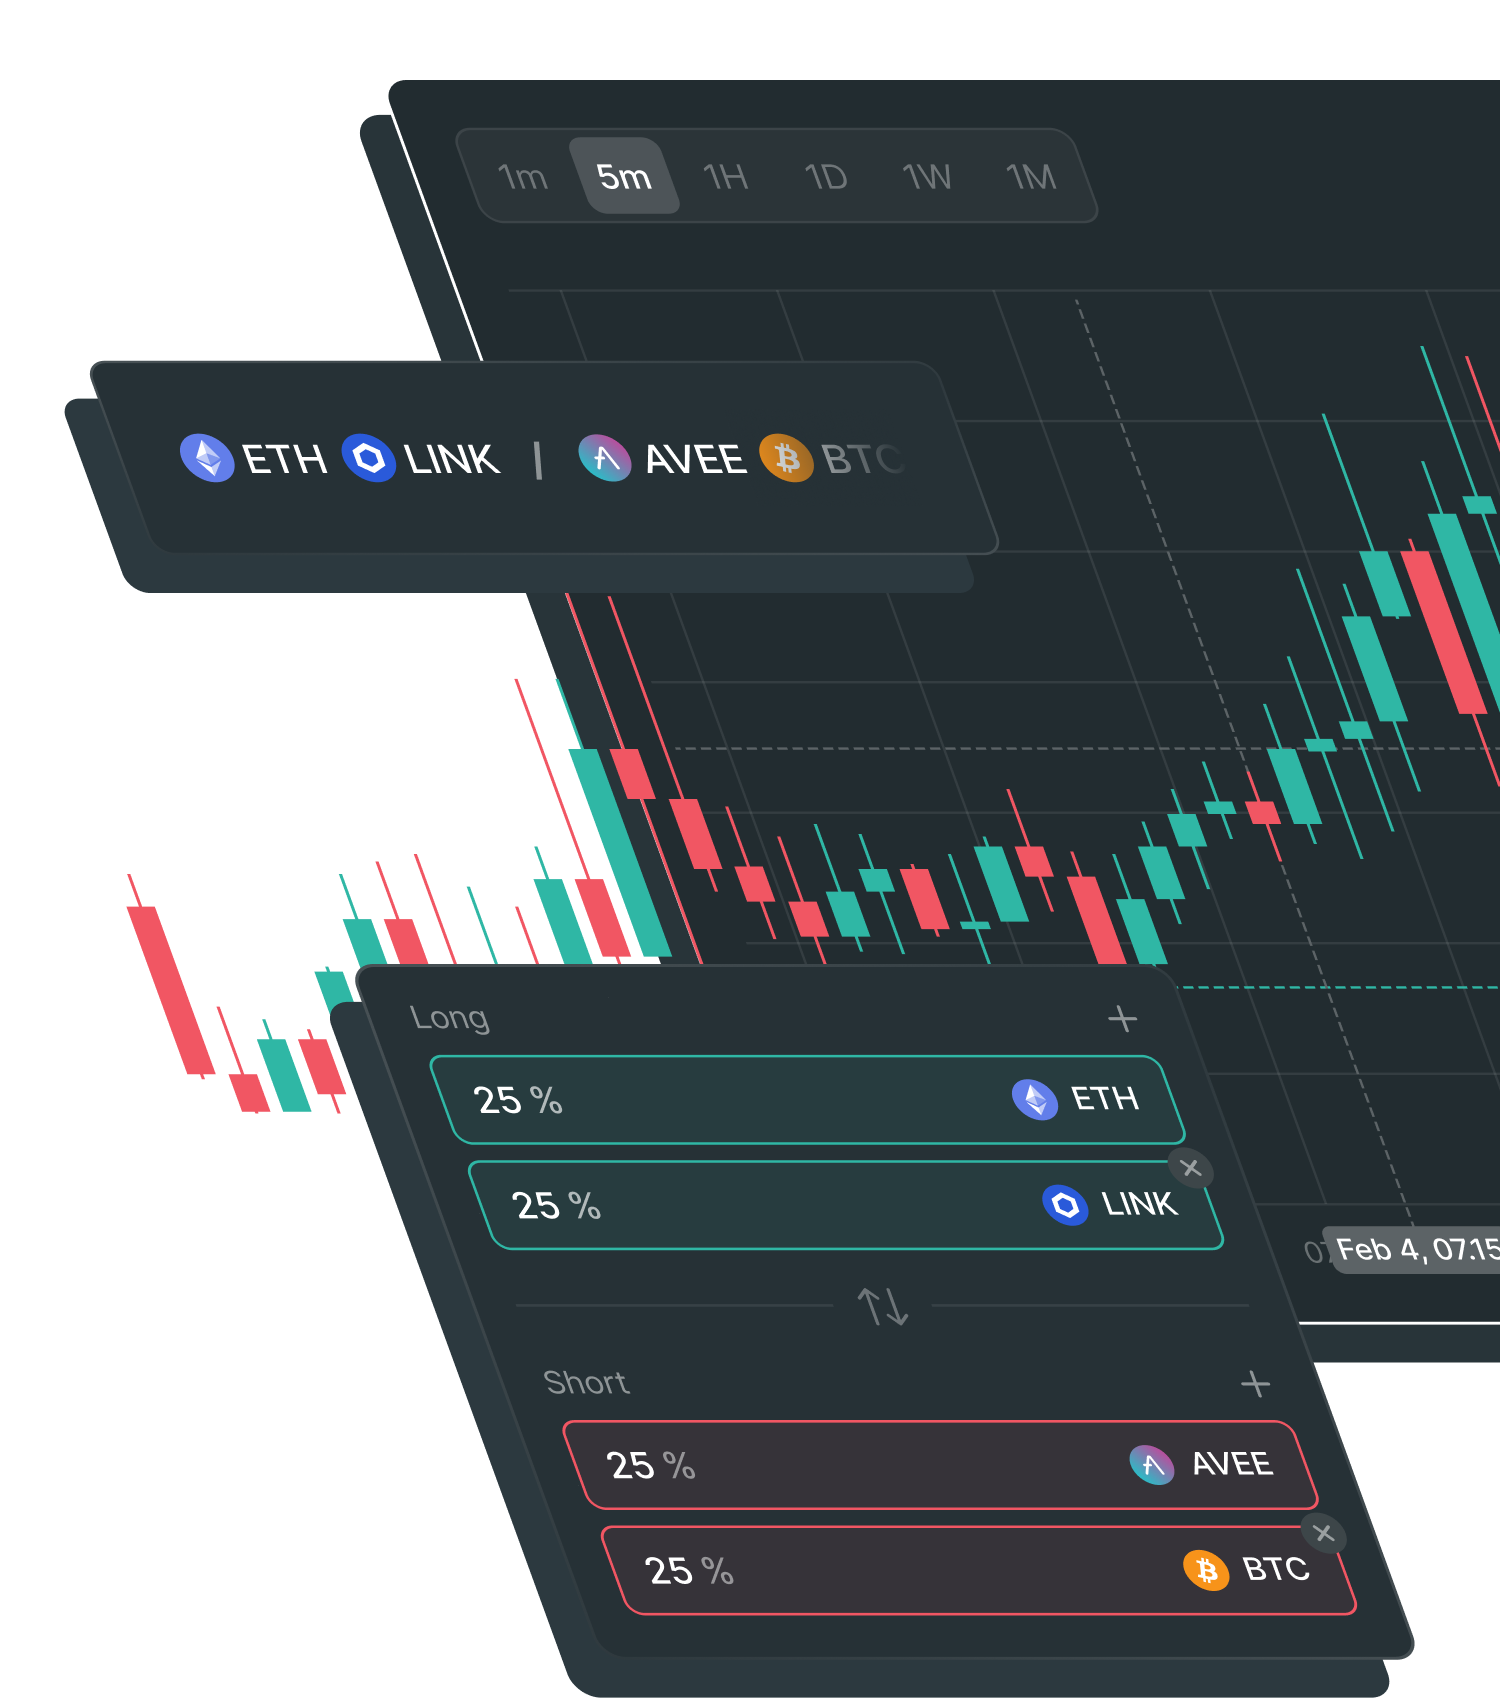 1m 5m 1H 1D 1W 1M
ETH LINK | AVEE BTC
Long +
25 % ETH
25 % LINK
Feb 4, 07:15
Short +
25 % AVEE
25 % BTC